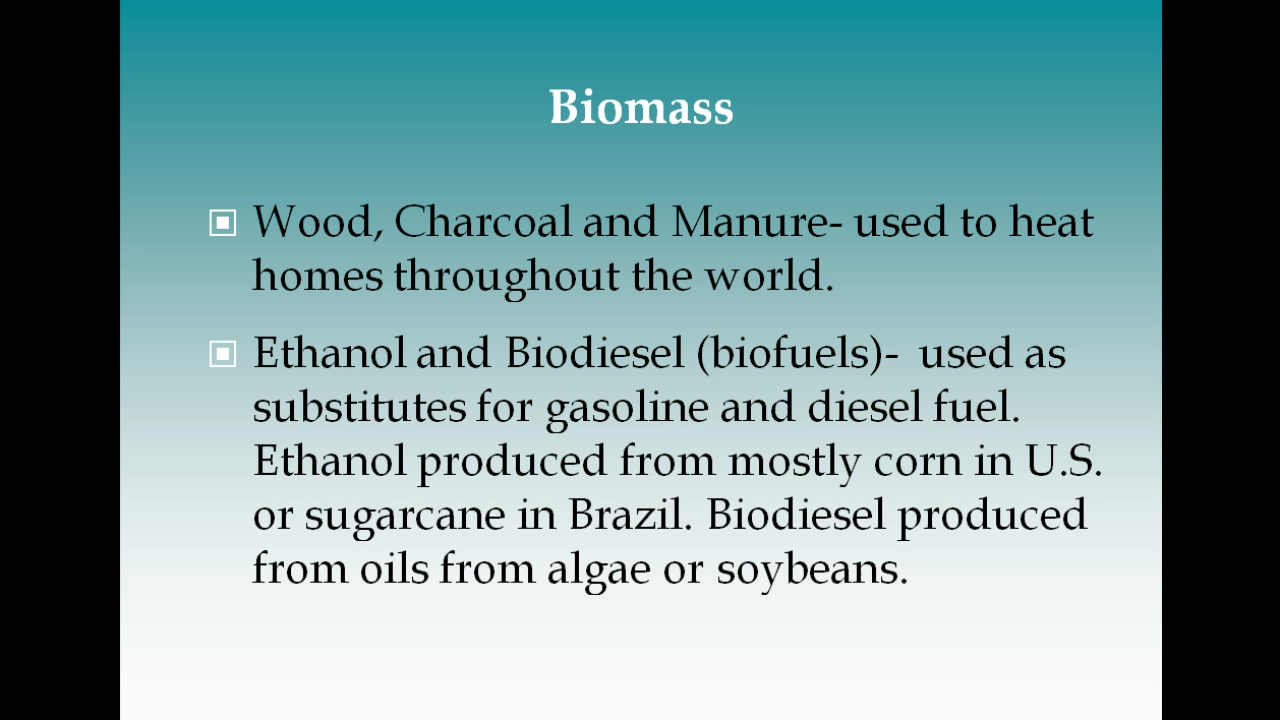 Biomass
Wood, Charcoal and Manure- used to heat
homes throughout the world.
Ethanol and Biodiesel (biofuels)-  used as
substitutes for gasoline and diesel fuel.
Ethanol produced from mostly corn in U.S.
or sugarcane in Brazil. Biodiesel produced
from oils from algae or soybeans.